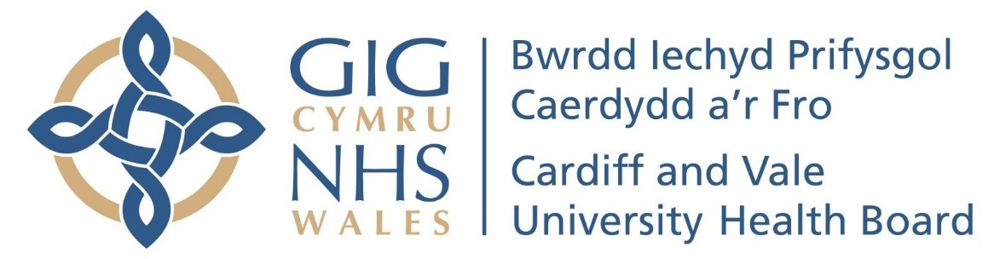 GIG
CYMRU
NHS
WALES
Bwrdd Iechyd Prifysgol
Caerdydd a'r Fro
Cardiff and Vale
University Health Board